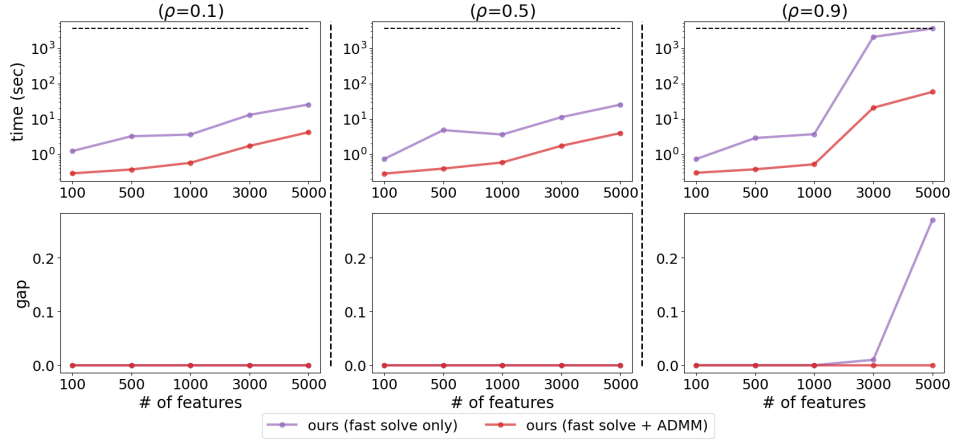 (ρ=0.1)
(ρ=0.5)
(ρ=0.9)
time (sec)
10³
10²
10¹
10⁰
100 500 1000 3000 5000
10³
10²
10¹
10⁰
100 500 1000 3000 5000
10³
10²
10¹
10⁰
100 500 1000 3000 5000
gap
0.2
0.1
0.0
100 500 1000 3000 5000
# of features
0.2
0.1
0.0
100 500 1000 3000 5000
# of features
0.2
0.1
0.0
100 500 1000 3000 5000
# of features
ours (fast solve only)
ours (fast solve + ADMM)